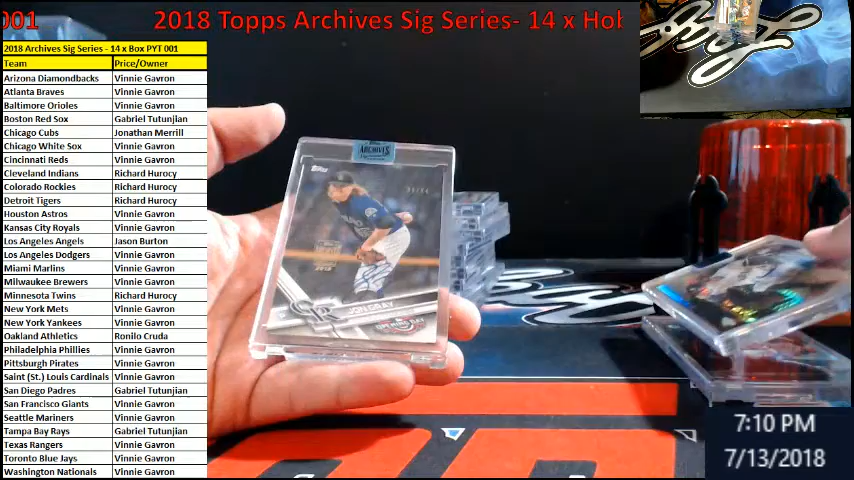 001 2018 Topps Archives Sig Series- 14 x Hob
2018 Archives Sig Series - 14 x Box PYT 001
Team Price/Owner
Arizona Diamondbacks Vinnie Gavron
Atlanta Braves Vinnie Gavron
Baltimore Orioles Vinnie Gavron
Boston Red Sox Gabriel Tutunjian
Chicago Cubs Jonathan Merrill
Chicago White Sox Vinnie Gavron
Cincinnati Reds Vinnie Gavron
Cleveland Indians Richard Hurocy
Colorado Rockies Richard Hurocy
Detroit Tigers Richard Hurocy
Houston Astros Vinnie Gavron
Kansas City Royals Vinnie Gavron
Los Angeles Angels Jason Burton
Los Angeles Dodgers Vinnie Gavron
Miami Marlins Vinnie Gavron
Milwaukee Brewers Vinnie Gavron
Minnesota Twins Richard Hurocy
New York Mets Vinnie Gavron
New York Yankees Vinnie Gavron
Oakland Athletics Ronilo Cruda
Philadelphia Phillies Vinnie Gavron
Pittsburgh Pirates Vinnie Gavron
Saint (St.) Louis Cardinals Vinnie Gavron
San Diego Padres Gabriel Tutunjian
San Francisco Giants Vinnie Gavron
Seattle Mariners Vinnie Gavron
Tampa Bay Rays Gabriel Tutunjian
Texas Rangers Vinnie Gavron
Toronto Blue Jays Vinnie Gavron
Washington Nationals Vinnie Gavron
ARCHIVES
Topps
JON GRAY
OPENING DAY
7:10 PM
7/13/2018